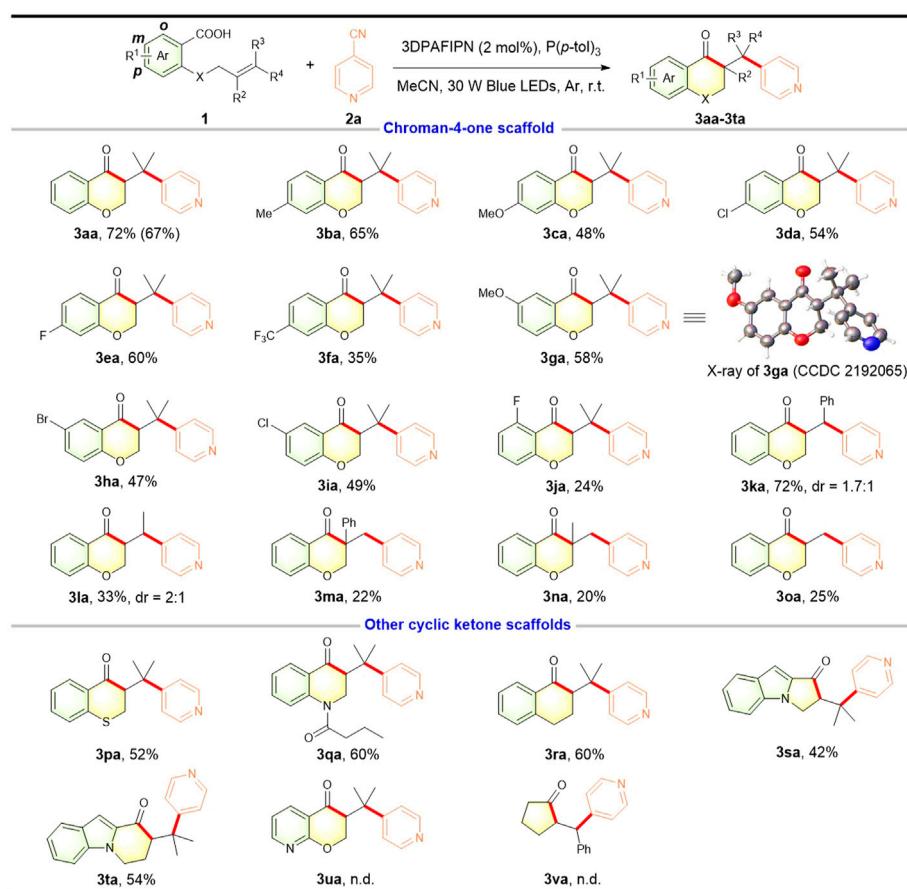 o
m
p
R1
Ar
COOH
X
R2
R3
R4
1
+
CN
N
2a
3DPAFIPN (2 mol%), P(p-tol)3
MeCN, 30 W Blue LEDs, Ar, r.t.
R1
Ar
O
R3
R4
R2
X
N
3aa-3ta
Chroman-4-one scaffold
O
O
N
3aa, 72% (67%)
Me
O
O
N
3ba, 65%
MeO
O
O
N
3ca, 48%
Cl
O
O
N
3da, 54%
F
O
O
N
3ea, 60%
F3C
O
O
N
3fa, 35%
MeO
O
O
N
3ga, 58%
X-ray of 3ga (CCDC 2192065)
Br
O
O
N
3ha, 47%
Cl
O
O
N
3ia, 49%
F
O
O
N
3ja, 24%
O
Ph
O
N
3ka, 72%, dr = 1.7:1
O
O
N
3la, 33%, dr = 2:1
O
Ph
O
N
3ma, 22%
O
O
N
3na, 20%
O
O
N
3oa, 25%
Other cyclic ketone scaffolds
O
S
N
3pa, 52%
O
N
O
N
3qa, 60%
O
N
3ra, 60%
N
O
N
3sa, 42%
N
O
N
3ta, 54%
O
N
O
N
3ua, n.d.
O
N
Ph
3va, n.d.